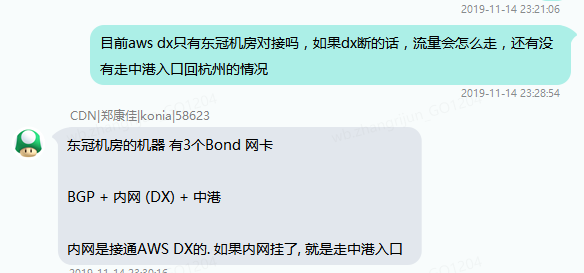 2019-11-14 23:21:06
目前aws dx只有东冠机房对接吗，如果dx断的话，流量会怎么走，还有没
有走中港入口回杭州的情况
2019-11-14 23:28:54
CDN|郑康佳|konia|58623
东冠机房的机器 有3个Bond 网卡
BGP + 内网 (DX) + 中港
内网是接通AWS DX的. 如果内网挂了, 就是走中港入口
2019-11-14 23:30:16